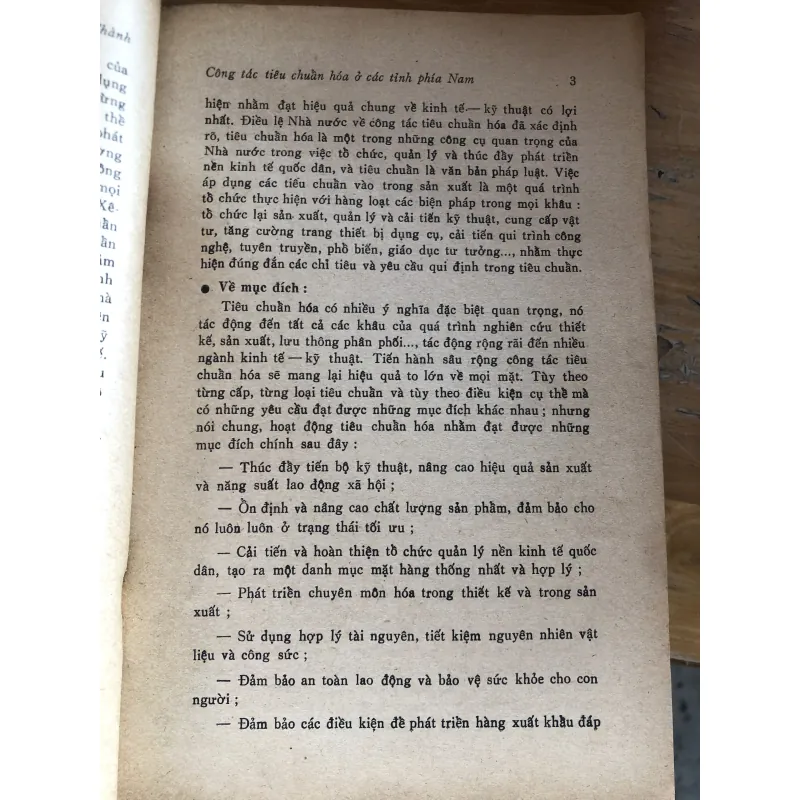 Thành
của
dụng
thể
phát
ông
mọi
Xê-
Công tác tiêu chuẩn hóa ở các tỉnh phía Nam 3
hiện nhằm đạt hiệu quả chung về kinh tế — kỹ thuật có lợi
nhất. Điều lệ Nhà nước về công tác tiêu chuẩn hóa đã xác định
rõ, tiêu chuẩn hóa là một trong những công cụ quan trọng của
Nhà nước trong việc tổ chức, quản lý và thúc đẩy phát triển
nền kinh tế quốc dân, và tiêu chuẩn là văn bản pháp luật. Việc
áp dụng các tiêu chuẩn vào trong sản xuất là một quá trình
tổ chức thực hiện với hàng loạt các biện pháp trong mọi khâu :
tổ chức lại sản xuất, quản lý và cải tiến kỹ thuật, cung cấp vật
tư, tăng cường trang thiết bị dụng cụ, cải tiến qui trình công
nghệ, tuyên truyền, phổ biến, giáo dục tư tưởng..., nhằm thực
hiện đúng đắn các chỉ tiêu và yêu cầu qui định trong tiêu chuẩn.
● Về mục đích :
Tiêu chuẩn hóa có nhiều ý nghĩa đặc biệt quan trọng, nó
tác động đến tất cả các khâu của quá trình nghiên cứu thiết
kế, sản xuất, lưu thông phân phối..., tác động rộng rãi đến nhiều
ngành kinh tế — kỹ thuật. Tiến hành sâu rộng công tác tiêu
chuẩn hóa sẽ mang lại hiệu quả to lớn về mọi mặt. Tùy theo
từng cấp, từng loại tiêu chuẩn và tùy theo điều kiện cụ thể mà
có những yêu cầu đạt được những mục đích khác nhau ; nhưng
nói chung, hoạt động tiêu chuẩn hóa nhằm đạt được những
mục đích chính sau đây :
— Thúc đẩy tiến bộ kỹ thuật, nâng cao hiệu quả sản xuất
và năng suất lao động xã hội ;
— Ổn định và nâng cao chất lượng sản phẩm, đảm bảo cho
nó luôn luôn ở trạng thái tối ưu ;
— Cải tiến và hoàn thiện tổ chức quản lý nền kinh tế quốc
dân, tạo ra một danh mục mặt hàng thống nhất và hợp lý ;
— Phát triển chuyên môn hóa trong thiết kế và trong sản
xuất ;
— Sử dụng hợp lý tài nguyên, tiết kiệm nguyên nhiên vật
liệu và công sức ;
— Đảm bảo an toàn lao động và bảo vệ sức khỏe cho con
người ;
— Đảm bảo các điều kiện để phát triển hàng xuất khẩu đáp